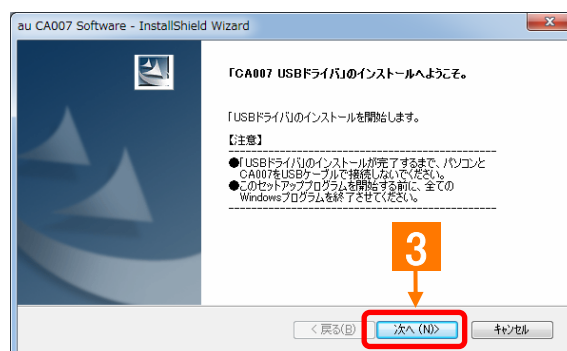 au CA007 Software - InstallShield Wizard
「CA007 USBドライバ」のインストールへようこそ。
「USBドライバ」のインストールを開始します。
【注意】
●「USBドライバ」のインストールが完了するまで、パソコンと
CA007をUSBケーブルで接続しないでください。
●このセットアッププログラムを開始する前に、全ての
Windowsプログラムを終了させてください。
3
< 戻る(B)
次へ (N)>
キャンセル